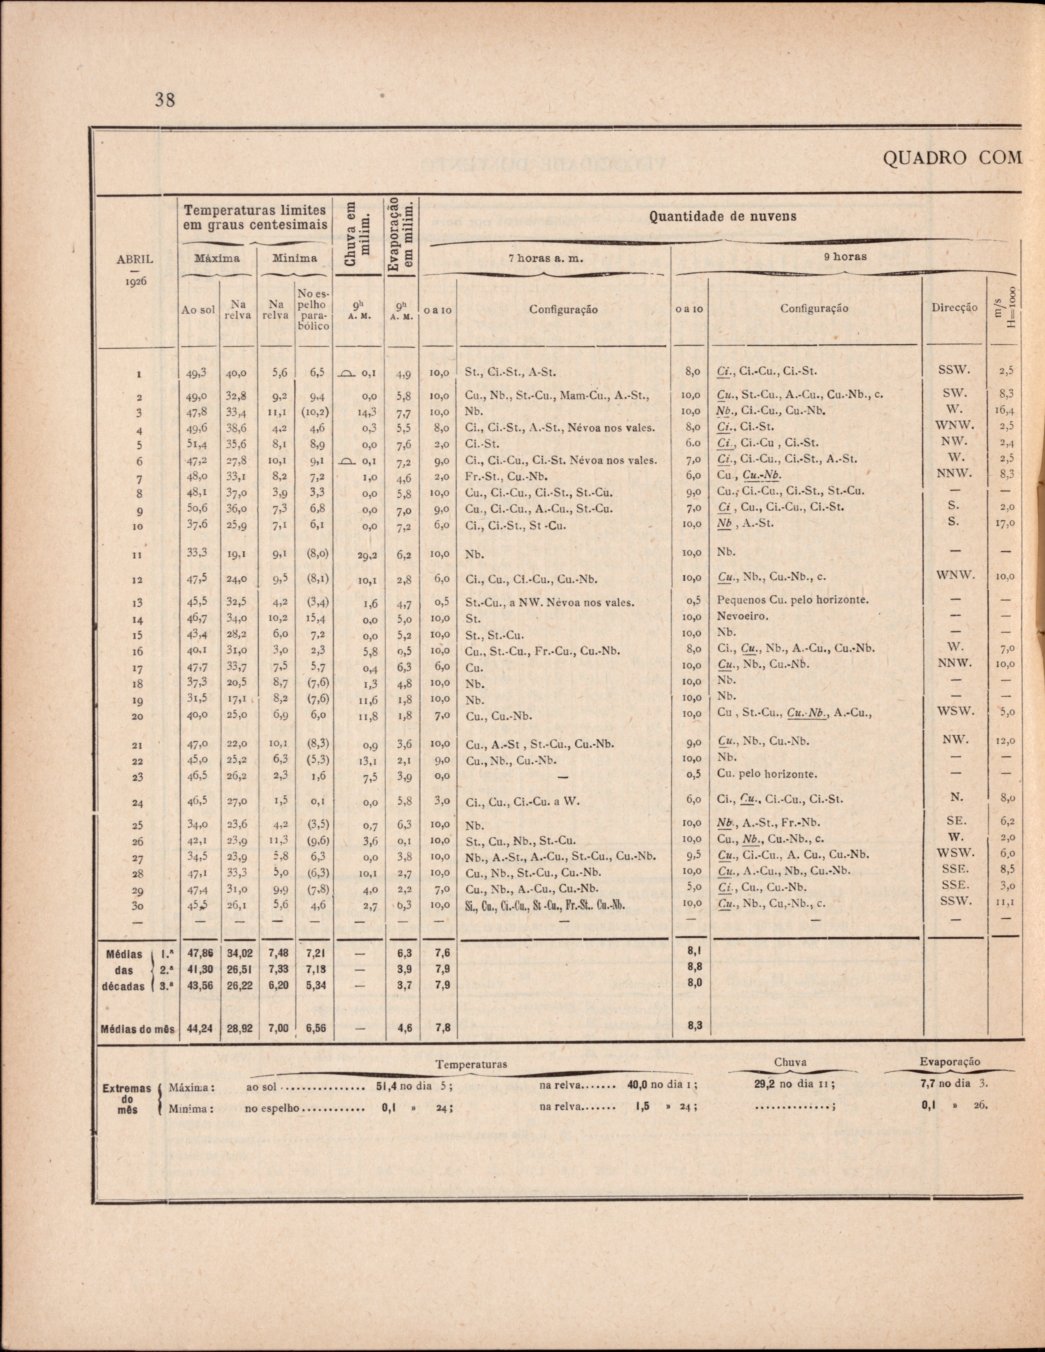 38
QUADRO COM
ABRIL — 1926
Temperaturas limites em graus centesimais
Chuva em milim.
Evaporação em milim.
Quantidade de nuvens
Máxima Minima
7 horas a. m. 9 horas
Ao sol Na relva Na relva No espelho parabólico 9h A. M. 9h A. M. 0 a 10 Configuração 0 a 10 Configuração Direcção m/s H=1000
1 49,3 40,0 5,6 6,5 0,1 4,9 10,0 St., Ci.-St., A-St. 8,0 Ci., Ci.-Cu., Ci.-St. SSW. 2,5
2 49,0 32,8 9,2 9,4 0,0 5,8 10,0 Cu., Nb., St.-Cu., Mam-Cu., A.-St., 10,0 Cu., St.-Cu., A.-Cu., Cu.-Nb., c. SW. 8,3
3 47,8 33,4 11,1 (10,2) 14,3 7,7 10,0 Nb. 10,0 Nb., Ci.-Cu., Cu.-Nb. W. 16,4
4 49,6 38,6 4,2 4,6 0,3 5,5 8,0 Ci., Ci.-St., A.-St., Névoa nos vales. 8,0 Ci., Ci.-St. WNW. 2,5
5 51,4 35,6 8,1 8,9 0,0 7,6 2,0 Ci.-St. 6.0 Ci., Ci.-Cu , Ci.-St. NW. 2,4
6 47,2 27,8 10,1 9,1 0,1 7,2 9,0 Ci., Ci.-Cu., Ci.-St. Névoa nos vales. 7,0 Ci., Ci.-Cu., Ci.-St., A.-St. W. 2,5
7 48,0 33,1 8,2 7,2 1,0 4,6 2,0 Fr.-St., Cu.-Nb. 6,0 Cu , Cu.-Nb. NNW. 8,3
8 48,1 37,0 3,9 3,3 0,0 5,8 10,0 Cu., Ci.-Cu., Ci.-St., St.-Cu. 9,0 Cu., Ci.-Cu., Ci.-St., St.-Cu. — —
9 50,6 36,0 7,3 6,8 0,0 7,0 9,0 Cu., Ci.-Cu., A.-Cu., St.-Cu. 7,0 Ci , Cu., Ci.-Cu., Ci.-St. S. 2,0
10 37.6 25,9 7,1 6,1 0,0 7,2 6,0 Ci., Ci.-St., St -Cu. 10,0 Nb , A.-St. S. 17,0
11 33,3 19,1 9,1 (8,0) 29,2 6,2 10,0 Nb. 10,0 Nb. — —
12 47,5 24,0 9,5 (8,1) 10,1 2,8 6,0 Ci., Cu., Ci.-Cu., Cu.-Nb. 10,0 Cu., Nb., Cu.-Nb., c. WNW. 10,0
13 45,5 32,5 4,2 (3,4) 1,6 4,7 0,5 St.-Cu., a NW. Névoa nos vales. 0,5 Pequenos Cu. pelo horizonte. — —
14 46,7 34,0 10,2 15,4 0,0 5,0 10,0 St. 10,0 Nevoeiro. — —
15 43,4 28,2 6,0 7,2 0,0 5,2 10,0 St., St.-Cu. 10,0 Nb. — —
16 40,1 31,0 3,0 2,3 5,8 0,5 10,0 Cu., St.-Cu., Fr.-Cu., Cu.-Nb. 8,0 Ci., Cu., Nb., A.-Cu., Cu.-Nb. W. 7,0
17 47,7 33,7 7,5 5,7 0,4 6,3 6,0 Cu. 10,0 Cu., Nb., Cu.-Nb. NNW. 10,0
18 37,3 20,5 8,7 (7,6) 1,3 4,8 10,0 Nb. 10,0 Nb. — —
19 31,5 17,1 8,2 (7,6) 11,6 1,8 10,0 Nb. 10,0 Nb. — —
20 40,0 25,0 6,9 6,0 11,8 1,8 7,0 Cu., Cu.-Nb. 10,0 Cu , St.-Cu., Cu.-Nb., A.-Cu., WSW. 5,0
21 47,0 22,0 10,1 (8,3) 0,9 3,6 10,0 Cu., A.-St , St.-Cu., Cu.-Nb. 9,0 Cu., Nb., Cu.-Nb. NW. 12,0
22 45,0 25,2 6,3 (5,3) 13,1 2,1 9,0 Cu., Nb., Cu.-Nb. 10,0 Nb. — —
23 46,5 26,2 2,3 1,6 7,5 3,9 0,0 — 0,5 Cu. pelo horizonte. — —
24 46,5 27,0 1,5 0,1 0,0 5,8 3,0 Ci., Cu., Ci.-Cu. a W. 6,0 Ci., Cu., Ci.-Cu., Ci.-St. N. 8,0
25 34,0 23,6 4,2 (3,5) 0,7 6,3 10,0 Nb. 10,0 Nb., A.-St., Fr.-Nb. SE. 6,2
26 42,1 23,9 11,3 (9,6) 3,6 0,1 10,0 St., Cu., Nb., St.-Cu. 10,0 Cu., Nb., Cu.-Nb., c. W. 2,0
27 34,5 23,9 5,8 6,3 0,0 3,8 10,0 Nb., A.-St., A.-Cu., St.-Cu., Cu.-Nb. 9,5 Cu., Ci.-Cu., A. Cu., Cu.-Nb. WSW. 6,0
28 47,1 33,3 5,0 (6,3) 10,1 2,7 10,0 Cu., Nb., St.-Cu., Cu.-Nb. 10,0 Cu., A.-Cu., Nb., Cu.-Nb. SSE. 8,5
29 47,4 31,0 9,9 (7,8) 4,0 2,2 7,0 Cu., Nb., A.-Cu., Cu.-Nb. 5,0 Ci., Cu., Cu.-Nb. SSE. 3,0
30 45,5 26,1 5,6 4,6 2,7 0,3 10,0 Si., Cu., Ci.-Cu., St -Cu., Fr.-St.. Cu.-Nb. 10,0 Cu., Nb., Cu,-Nb., c. SSW. 11,1
— — — — — — — — — — — — —
Médias das décadas 1.ª 47,86 34,02 7,48 7,21 — 6,3 7,6 8,1
2.ª 41,30 26,51 7,33 7,13 — 3,9 7,9 8,8
3.ª 43,56 26,22 6,20 5,34 — 3,7 7,9 8,0
Médias do mês 44,24 28,92 7,00 6,56 — 4,6 7,8 8,3
Temperaturas Chuva Evaporação
Extremas do mês Máxima: ao sol ................ 51,4 no dia 5; na relva....... 40,0 no dia 1; 29,2 no dia 11; 7,7 no dia 3.
Minima: no espelho ............ 0,1 » 24; na relva....... 1,5 » 24; ..............; 0,1 » 26.